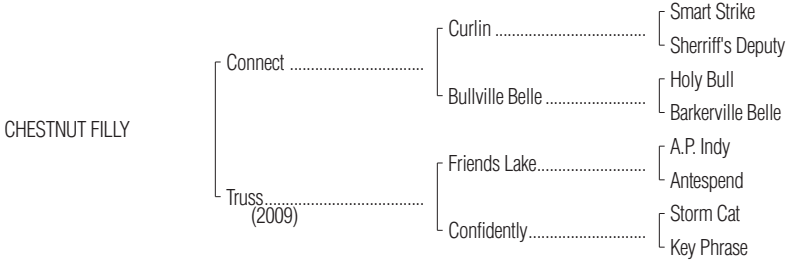 Smart Strike
Curlin ..................................
Sherriff's Deputy
Connect ..............................
Holy Bull
Bullville Belle ......................
Barkerville Belle
CHESTNUT FILLY
A.P. Indy
Friends Lake........................
Antespend
Truss...................................
(2009)
Storm Cat
Confidently..........................
Key Phrase